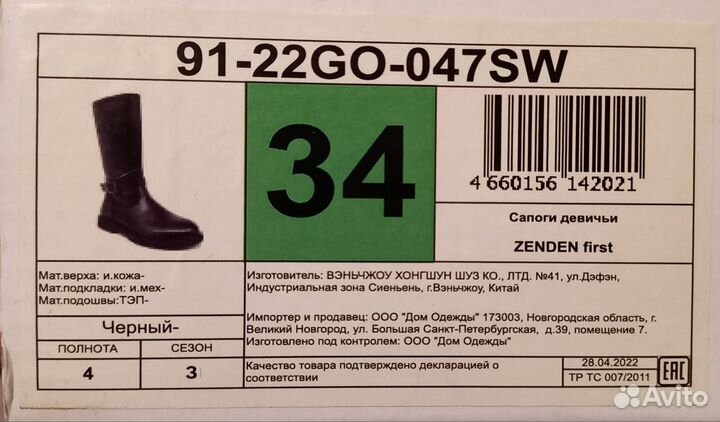 91-22GO-047SW
34
4 660156 142021
Сапоги девичьи
ZENDEN first
Мат.верха: и.кожа-
Мат.подкладки: и.мех-
Мат.подошвы:ТЭП-
Черный-
ПОЛНОТА СЕЗОН
4 3
Изготовитель: ВЭНЬЧЖОУ ХОНГШУН ШУЗ КО., ЛТД. №41, ул.Дэфэн,
Индустриальная зона Сиеньень, г.Вэньчжоу, Китай
Импортер и продавец: ООО "Дом Одежды" 173003, Новгородская область, г.
Великий Новгород, ул. Большая Санкт-Петербургская, д.39, помещение 7.
Изготовлено под контролем: ООО "Дом Одежды"
Качество товара подтверждено декларацией о
соответствии
28.04.2022
ТР ТС 007/2011
EAC
Avito